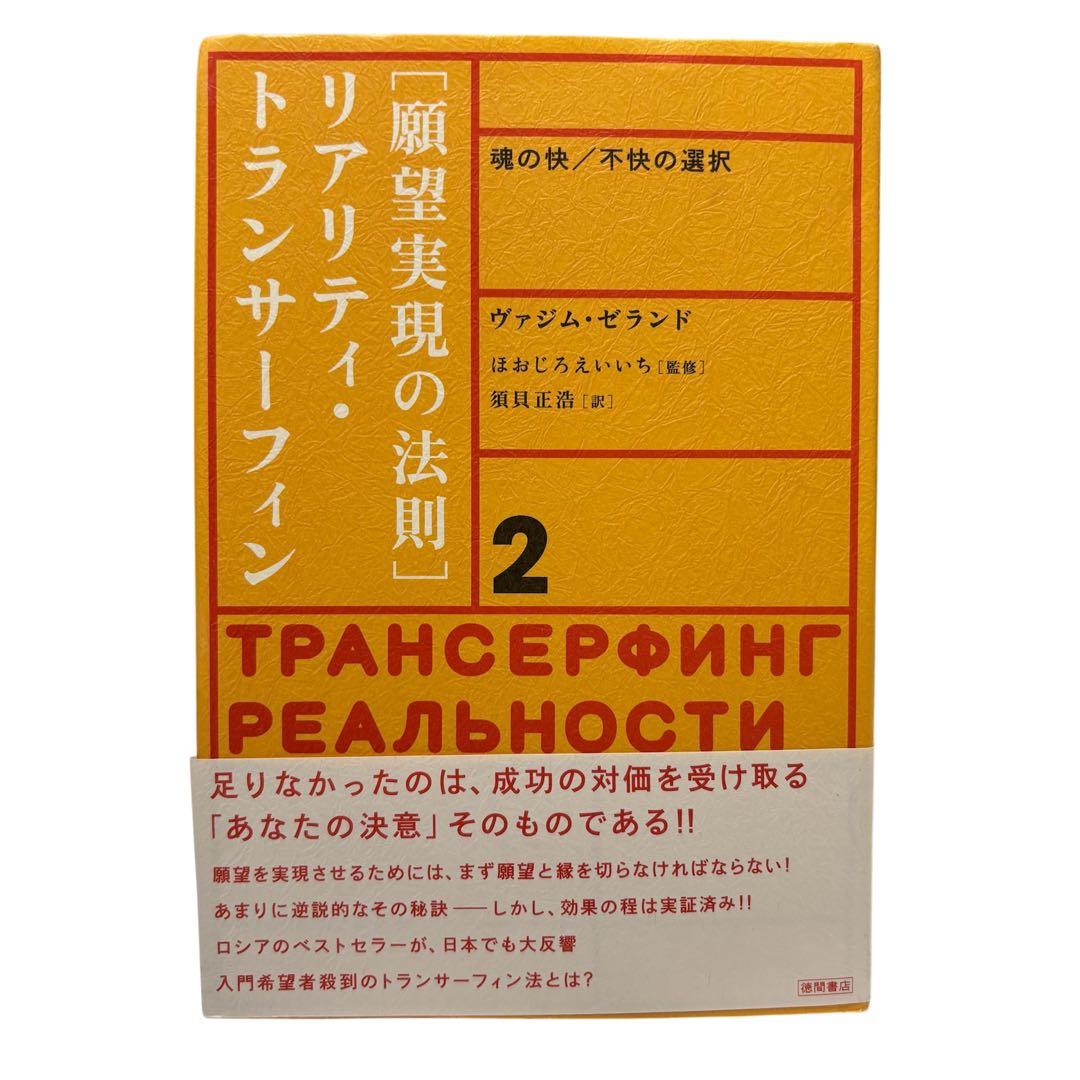 ［願望実現の法則］
リアリティ・
トランサーフィン
魂の快／不快の選択
ヴァジム・ゼランド
ほおじろえいいち［監修］
須貝正浩［訳］
2
ТРАНСЕРФИНГ
РЕАЛЬНОСТИ
足りなかったのは、成功の対価を受け取る
「あなたの決意」そのものである!!
願望を実現させるためには、まず願望と縁を切らなければならない!
あまりに逆説的なその秘訣——しかし、効果の程は実証済み!!
ロシアのベストセラーが、日本でも大反響
入門希望者殺到のトランサーフィン法とは?
徳間書店